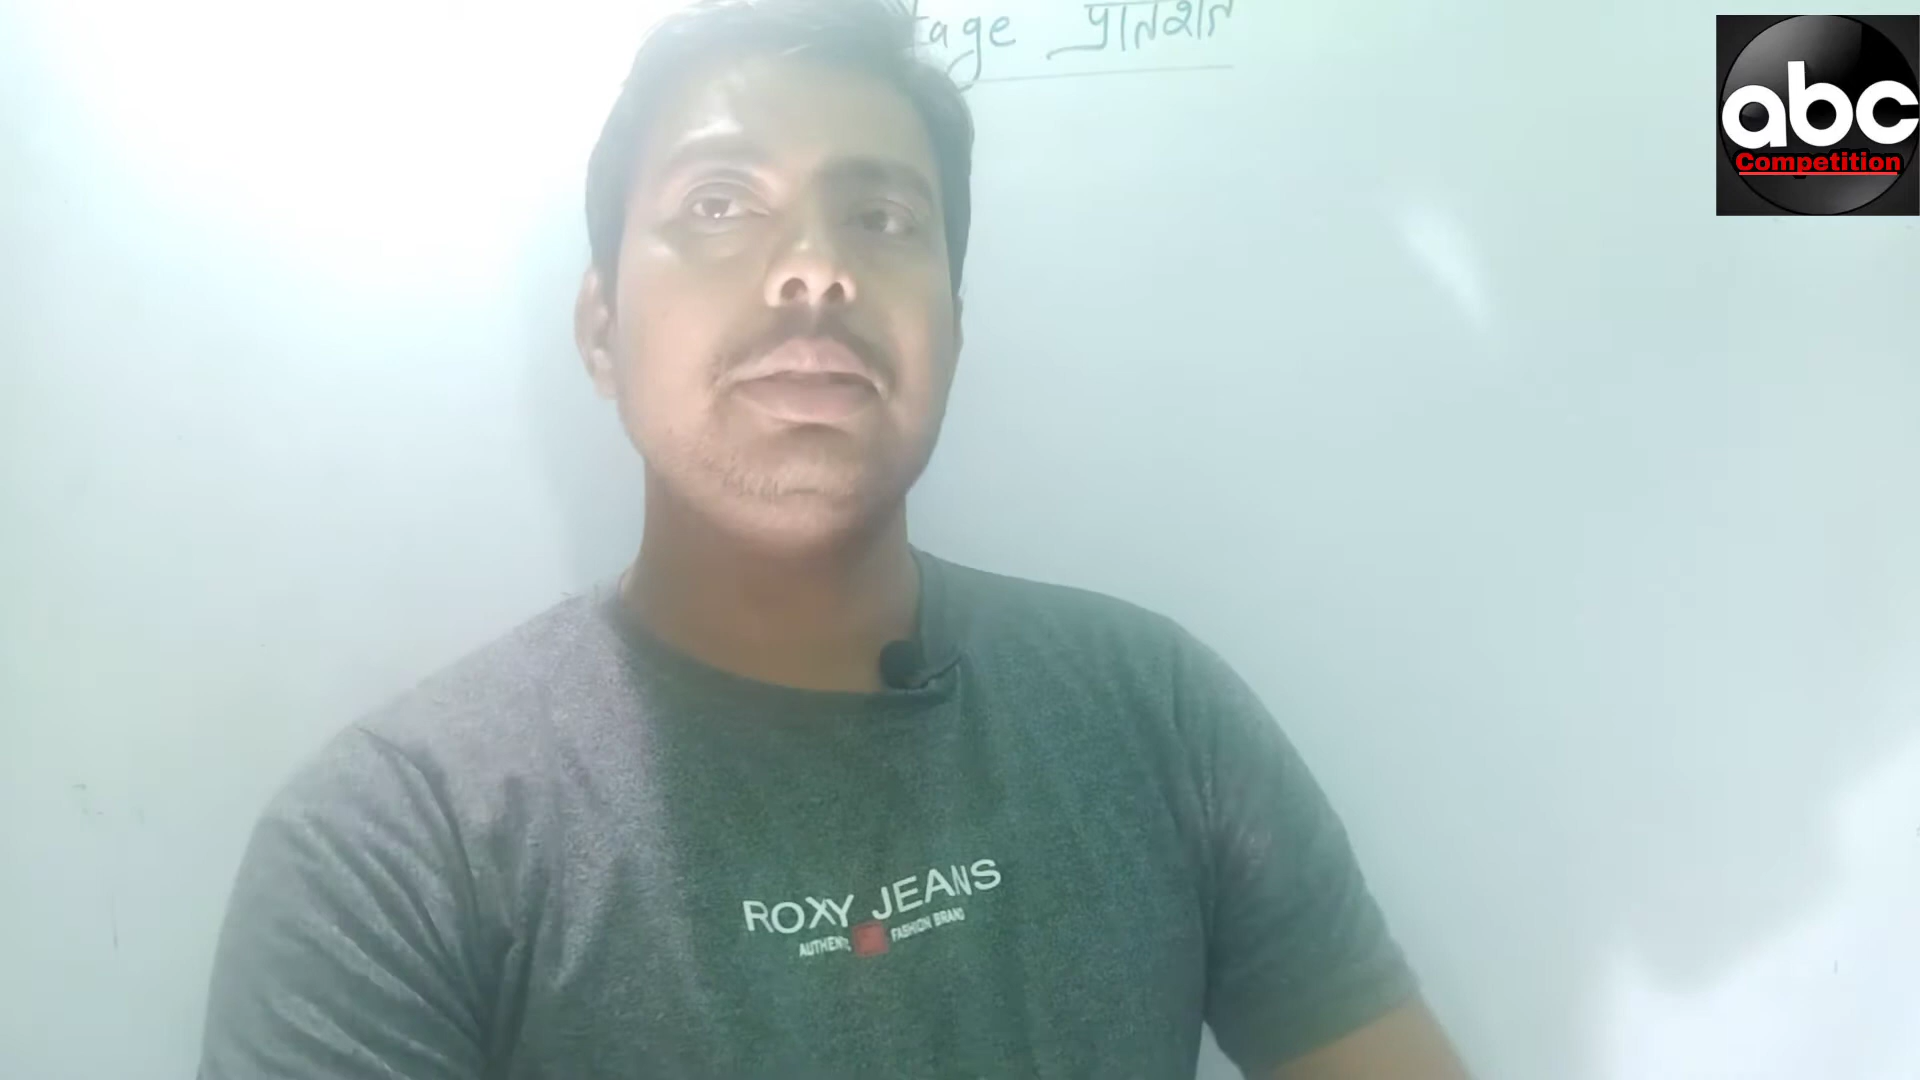 tage प्रतिशत
abc
Competition
ROXY JEANS
AUTHENTIC FASHION BRAND